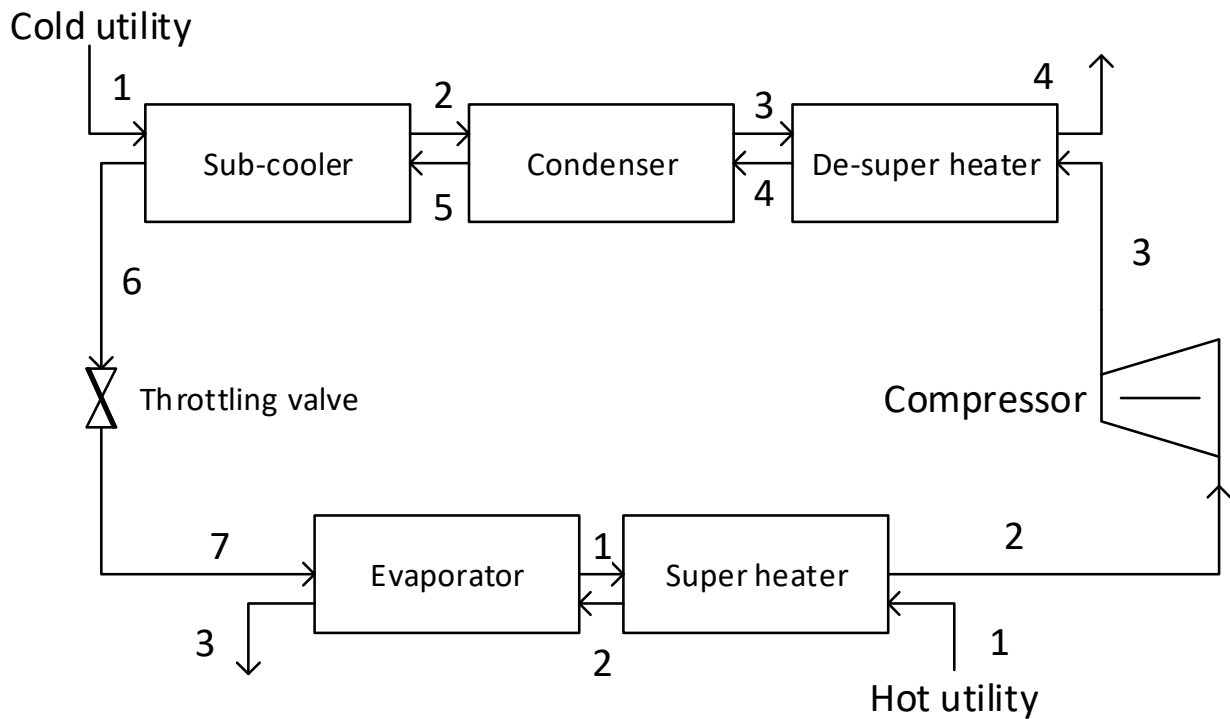 Cold utility
1
2
3
4
Sub-cooler
Condenser
De-super heater
5
4
3
6
Throttling valve
Compressor
7
1
2
Evaporator
Super heater
3
2
1
Hot utility